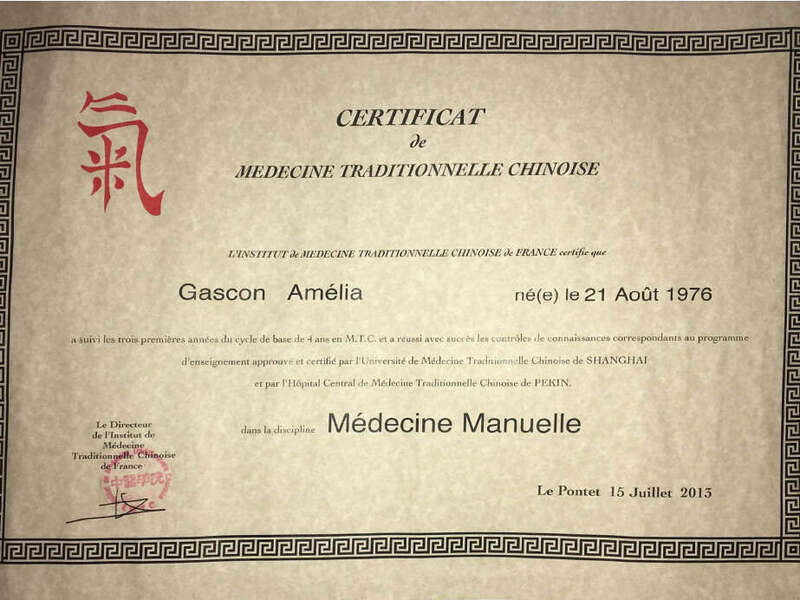 氣
CERTIFICAT
de
MEDECINE TRADITIONNELLE CHINOISE
L'INSTITUT de MEDECINE TRADITIONNELLE CHINOISE de FRANCE certifie que
Gascon Amélia né(e) le 21 Août 1976
a suivi les trois premières années du cycle de base de 4 ans en M.T.C. et a réussi avec succès les contrôles de connaissances correspondants au programme
d'enseignement approuvé et certifié par l'Université de Médecine Traditionnelle Chinoise de SHANGHAI
et par l'Hôpital Central de Médecine Traditionnelle Chinoise de PEKIN.
dans la discipline Médecine Manuelle
Le Directeur
de l'Institut de
Médecine
Traditionnelle Chinoise
de France
中醫學院
Le Pontet 15 Juillet 2013